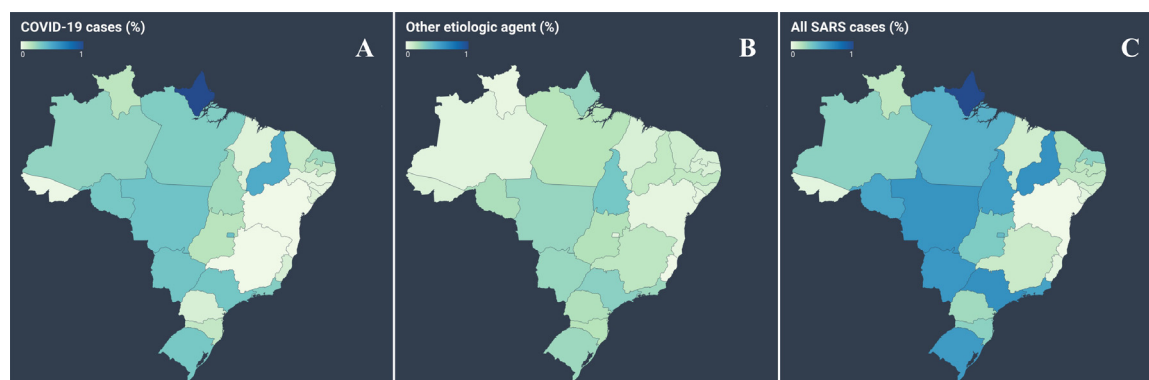 COVID-19 cases (%)
0 1
A
Other etiologic agent (%)
0 1
B
All SARS cases (%)
0 1
C